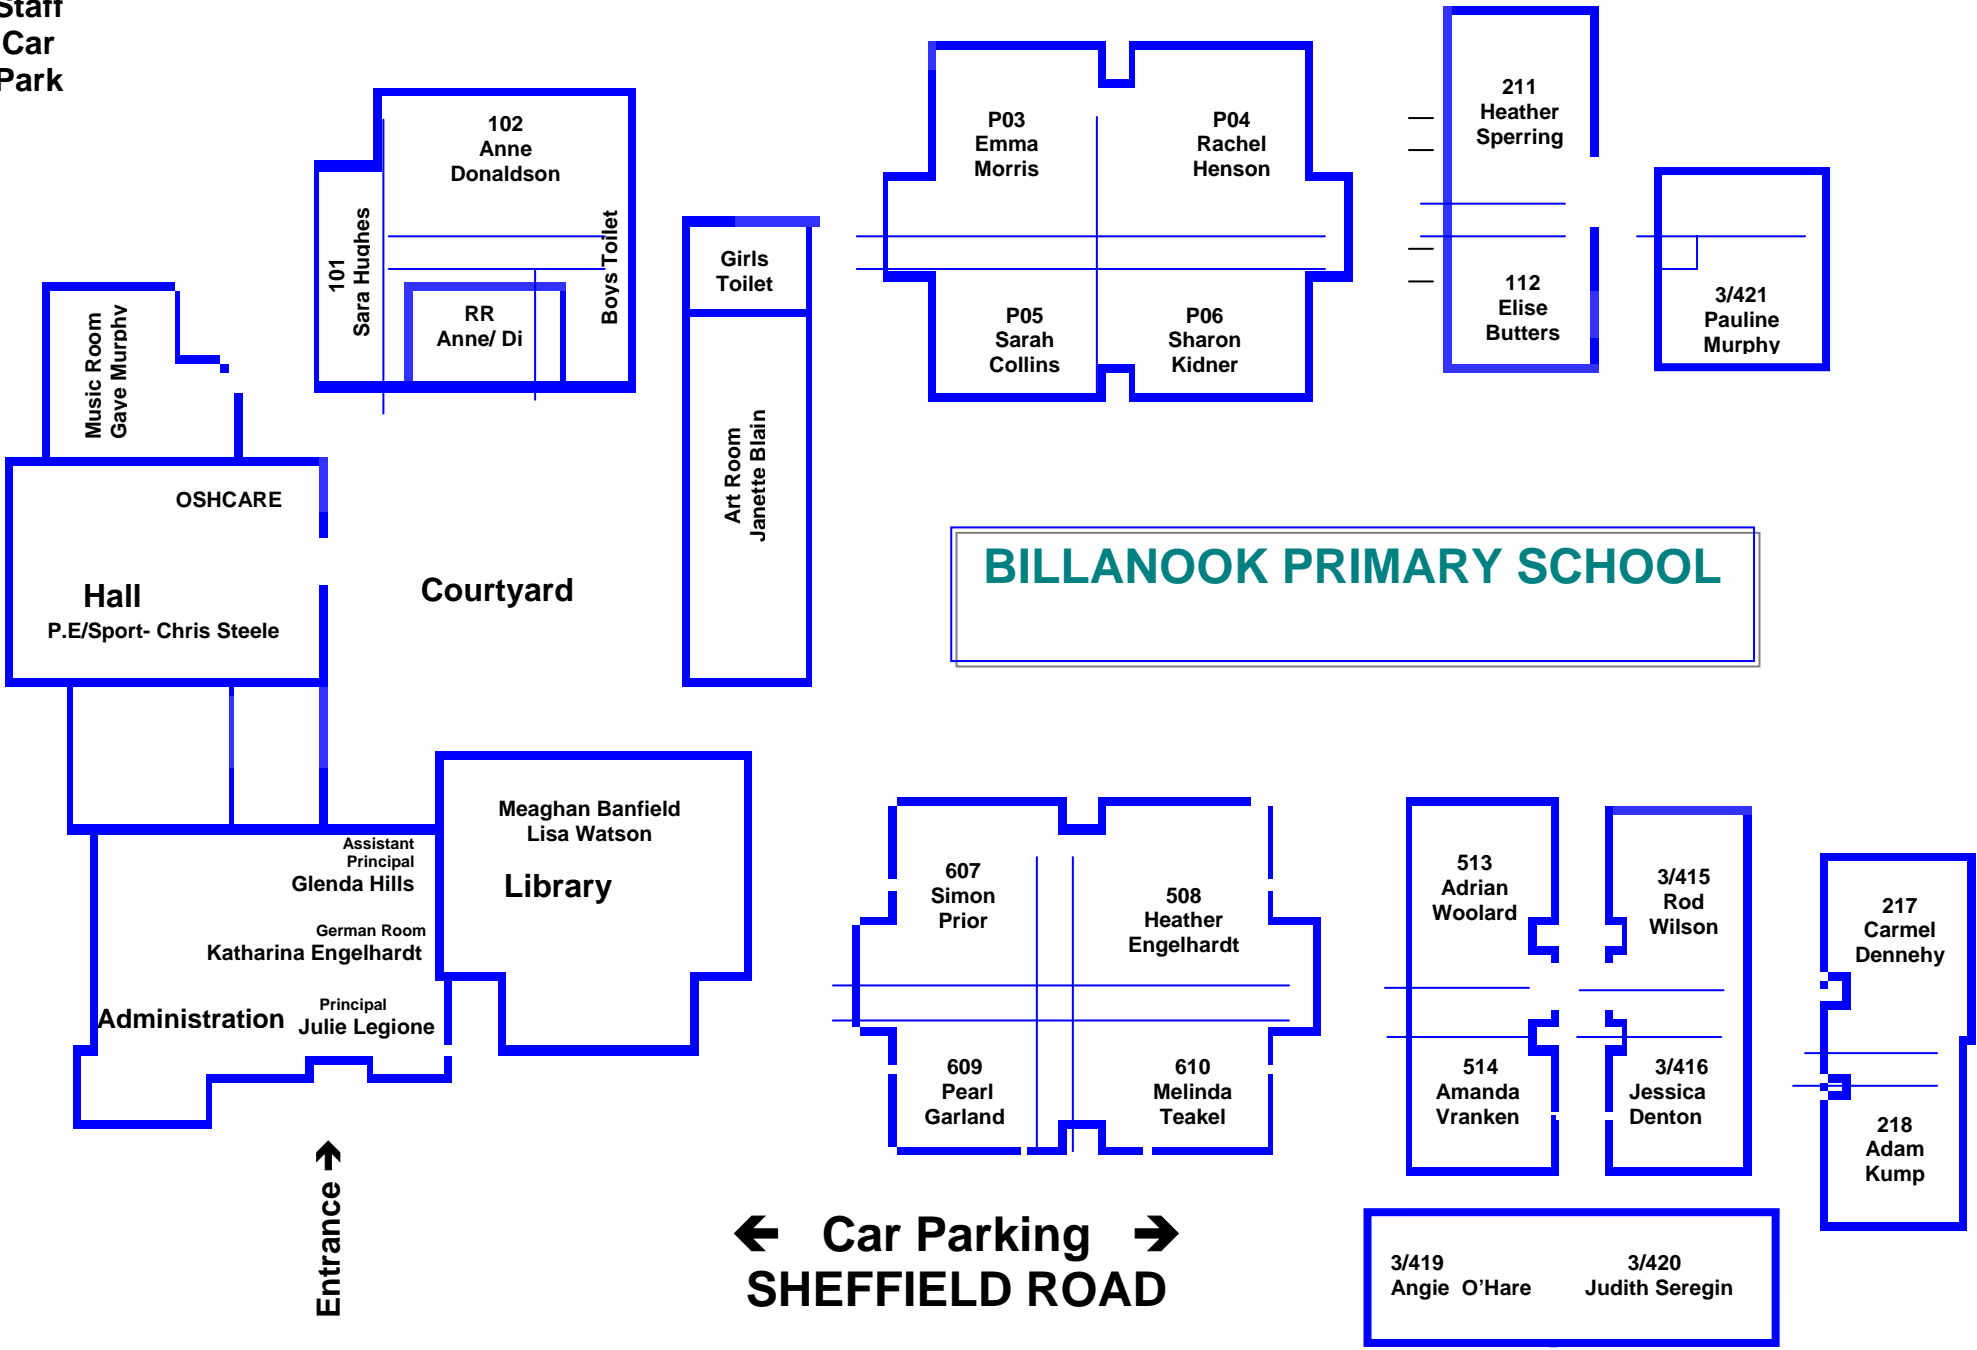 Staff
Car
Park
102
Anne
Donaldson
101
Sara Hughes
Boys Toilet
RR
Anne/ Di
Girls
Toilet
Art Room
Janette Blain
Music Room
Gaye Murphy
OSHCARE
Hall
P.E/Sport- Chris Steele
Courtyard
P03
Emma
Morris
P04
Rachel
Henson
P05
Sarah
Collins
P06
Sharon
Kidner
211
Heather
Sperring
112
Elise
Butters
3/421
Pauline
Murphy
BILLANOOK PRIMARY SCHOOL
Meaghan Banfield
Lisa Watson
Library
Assistant
Principal
Glenda Hills
German Room
Katharina Engelhardt
Administration
Principal
Julie Legione
Entrance →
607
Simon
Prior
508
Heather
Engelhardt
609
Pearl
Garland
610
Melinda
Teakel
513
Adrian
Woolard
514
Amanda
Vranken
3/415
Rod
Wilson
3/416
Jessica
Denton
217
Carmel
Dennehy
218
Adam
Kump
← Car Parking →
SHEFFIELD ROAD
3/419
Angie O’Hare
3/420
Judith Seregin